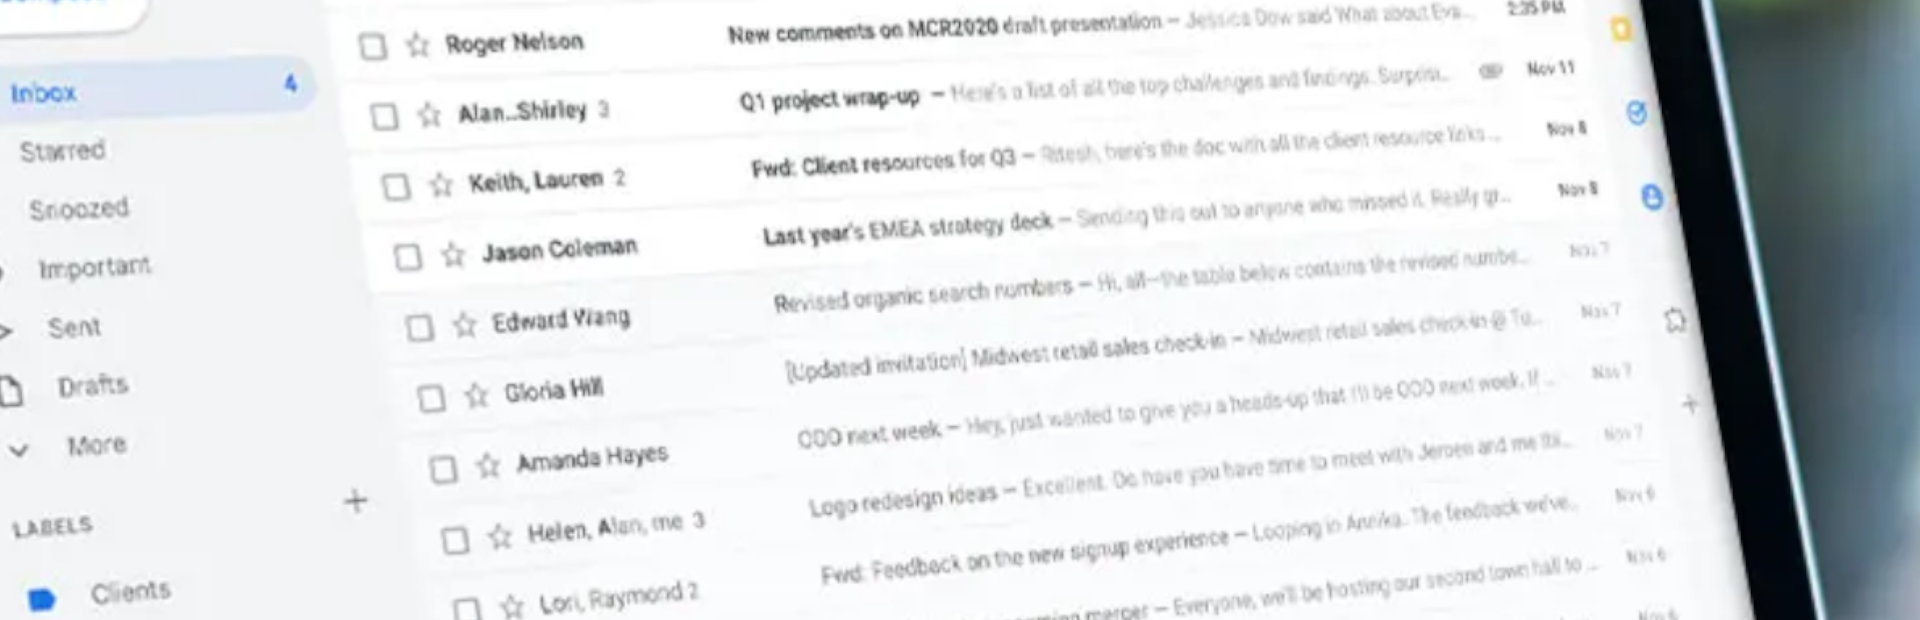 Inbox 4
Starred
Snoozed
Important
Sent
Drafts
More
LABELS
Clients
Roger Nelson New comments on MCR2020 draft presentation – Jessica Dow said What about Eva... 2:35 PM
Alan..Shirley 3 Q1 project wrap-up – Here's a list of all the top challenges and findings. Surprisi... Nov 11
Keith, Lauren 2 Fwd: Client resources for Q3 – Ritesh, here's the doc with all the client resource links ... Nov 8
Jason Coleman Last year's EMEA strategy deck – Sending this out to anyone who missed it. Really gr... Nov 8
Edward Wang Revised organic search numbers – Hi, all—the table below contains the revised numbe... Nov 7
Gloria Hill [Updated invitation] Midwest retail sales check-in – Midwest retail sales check-in @ Tu... Nov 7
Amanda Hayes OOO next week – Hey, just wanted to give you a heads-up that I'll be OOO next week. If ... Nov 7
Helen, Alan, me 3 Logo redesign ideas – Excellent. Do have you have time to meet with Jeroen and me thi... Nov 7
Lori, Raymond 2 Fwd: Feedback on the new signup experience – Looping in Annika. The feedback we've... Nov 6
merger – Everyone, we'll be hosting our second town hall to ... Nov 6
Nov 6